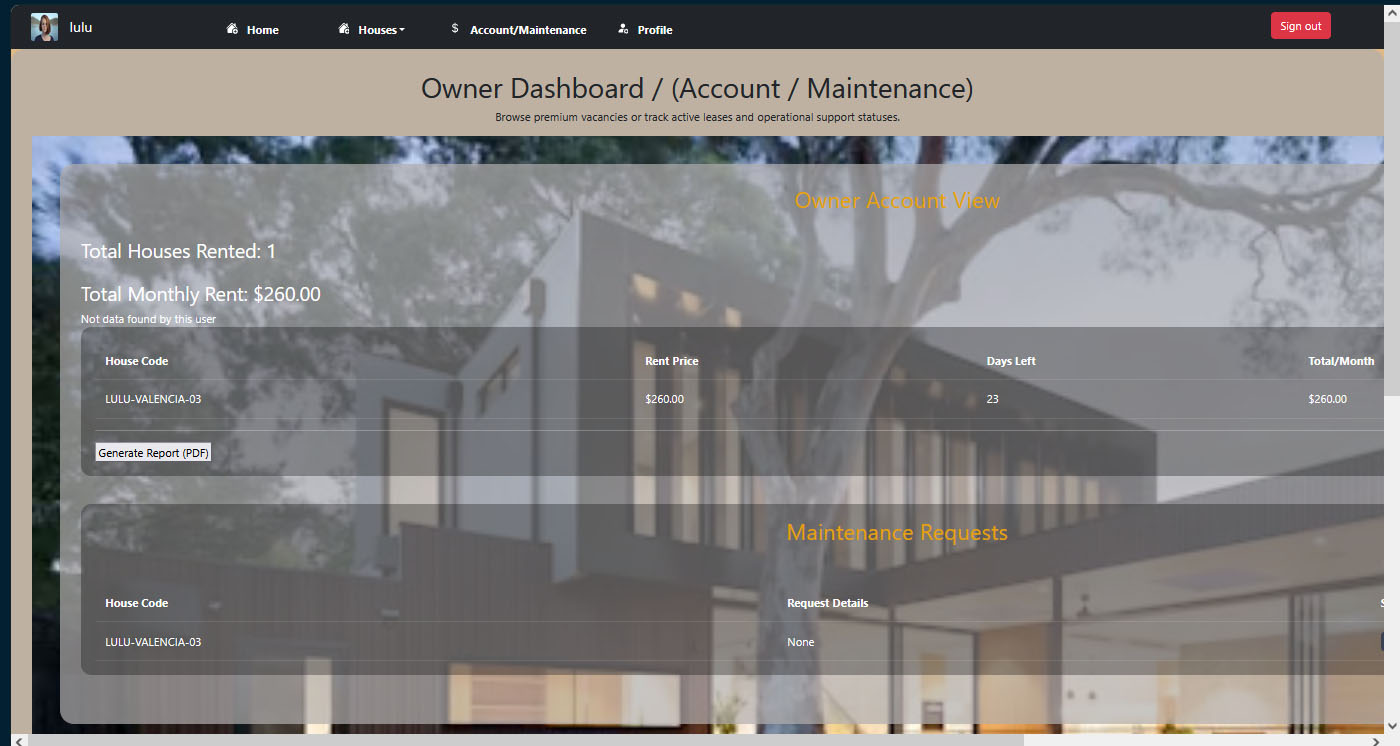 lulu Home Houses $ Account/Maintenance Profile Sign out
Owner Dashboard / (Account / Maintenance)
Browse premium vacancies or track active leases and operational support statuses.
Owner Account View
Total Houses Rented: 1
Total Monthly Rent: $260.00
Not data found by this user
House Code Rent Price Days Left Total/Month
LULU-VALENCIA-03 $260.00 23 $260.00
Generate Report (PDF)
Maintenance Requests
House Code Request Details
LULU-VALENCIA-03 None